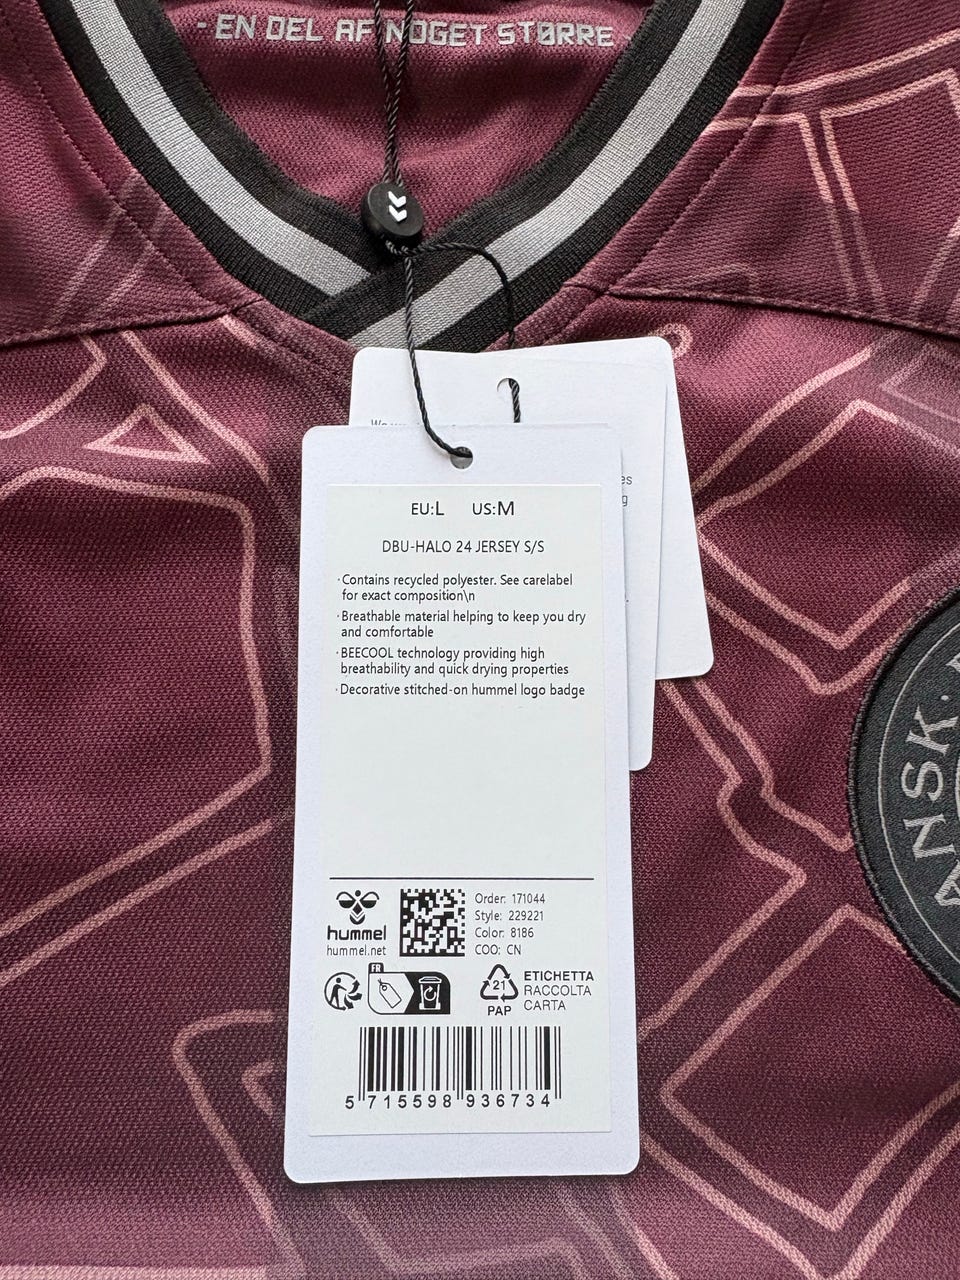 - EN DEL AF NOGET STØRRE -
EU:L US:M
DBU-HALO 24 JERSEY S/S
· Contains recycled polyester. See carelabel
for exact composition\n
· Breathable material helping to keep you dry
and comfortable
· BEECOOL technology providing high
breathability and quick drying properties
· Decorative stitched-on hummel logo badge
hummel
hummel.net
Order: 171044
Style: 229221
Color: 8186
COO: CN
FR
21
PAP
ETICHETTA
RACCOLTA
CARTA
5 715598 936734
ANSK